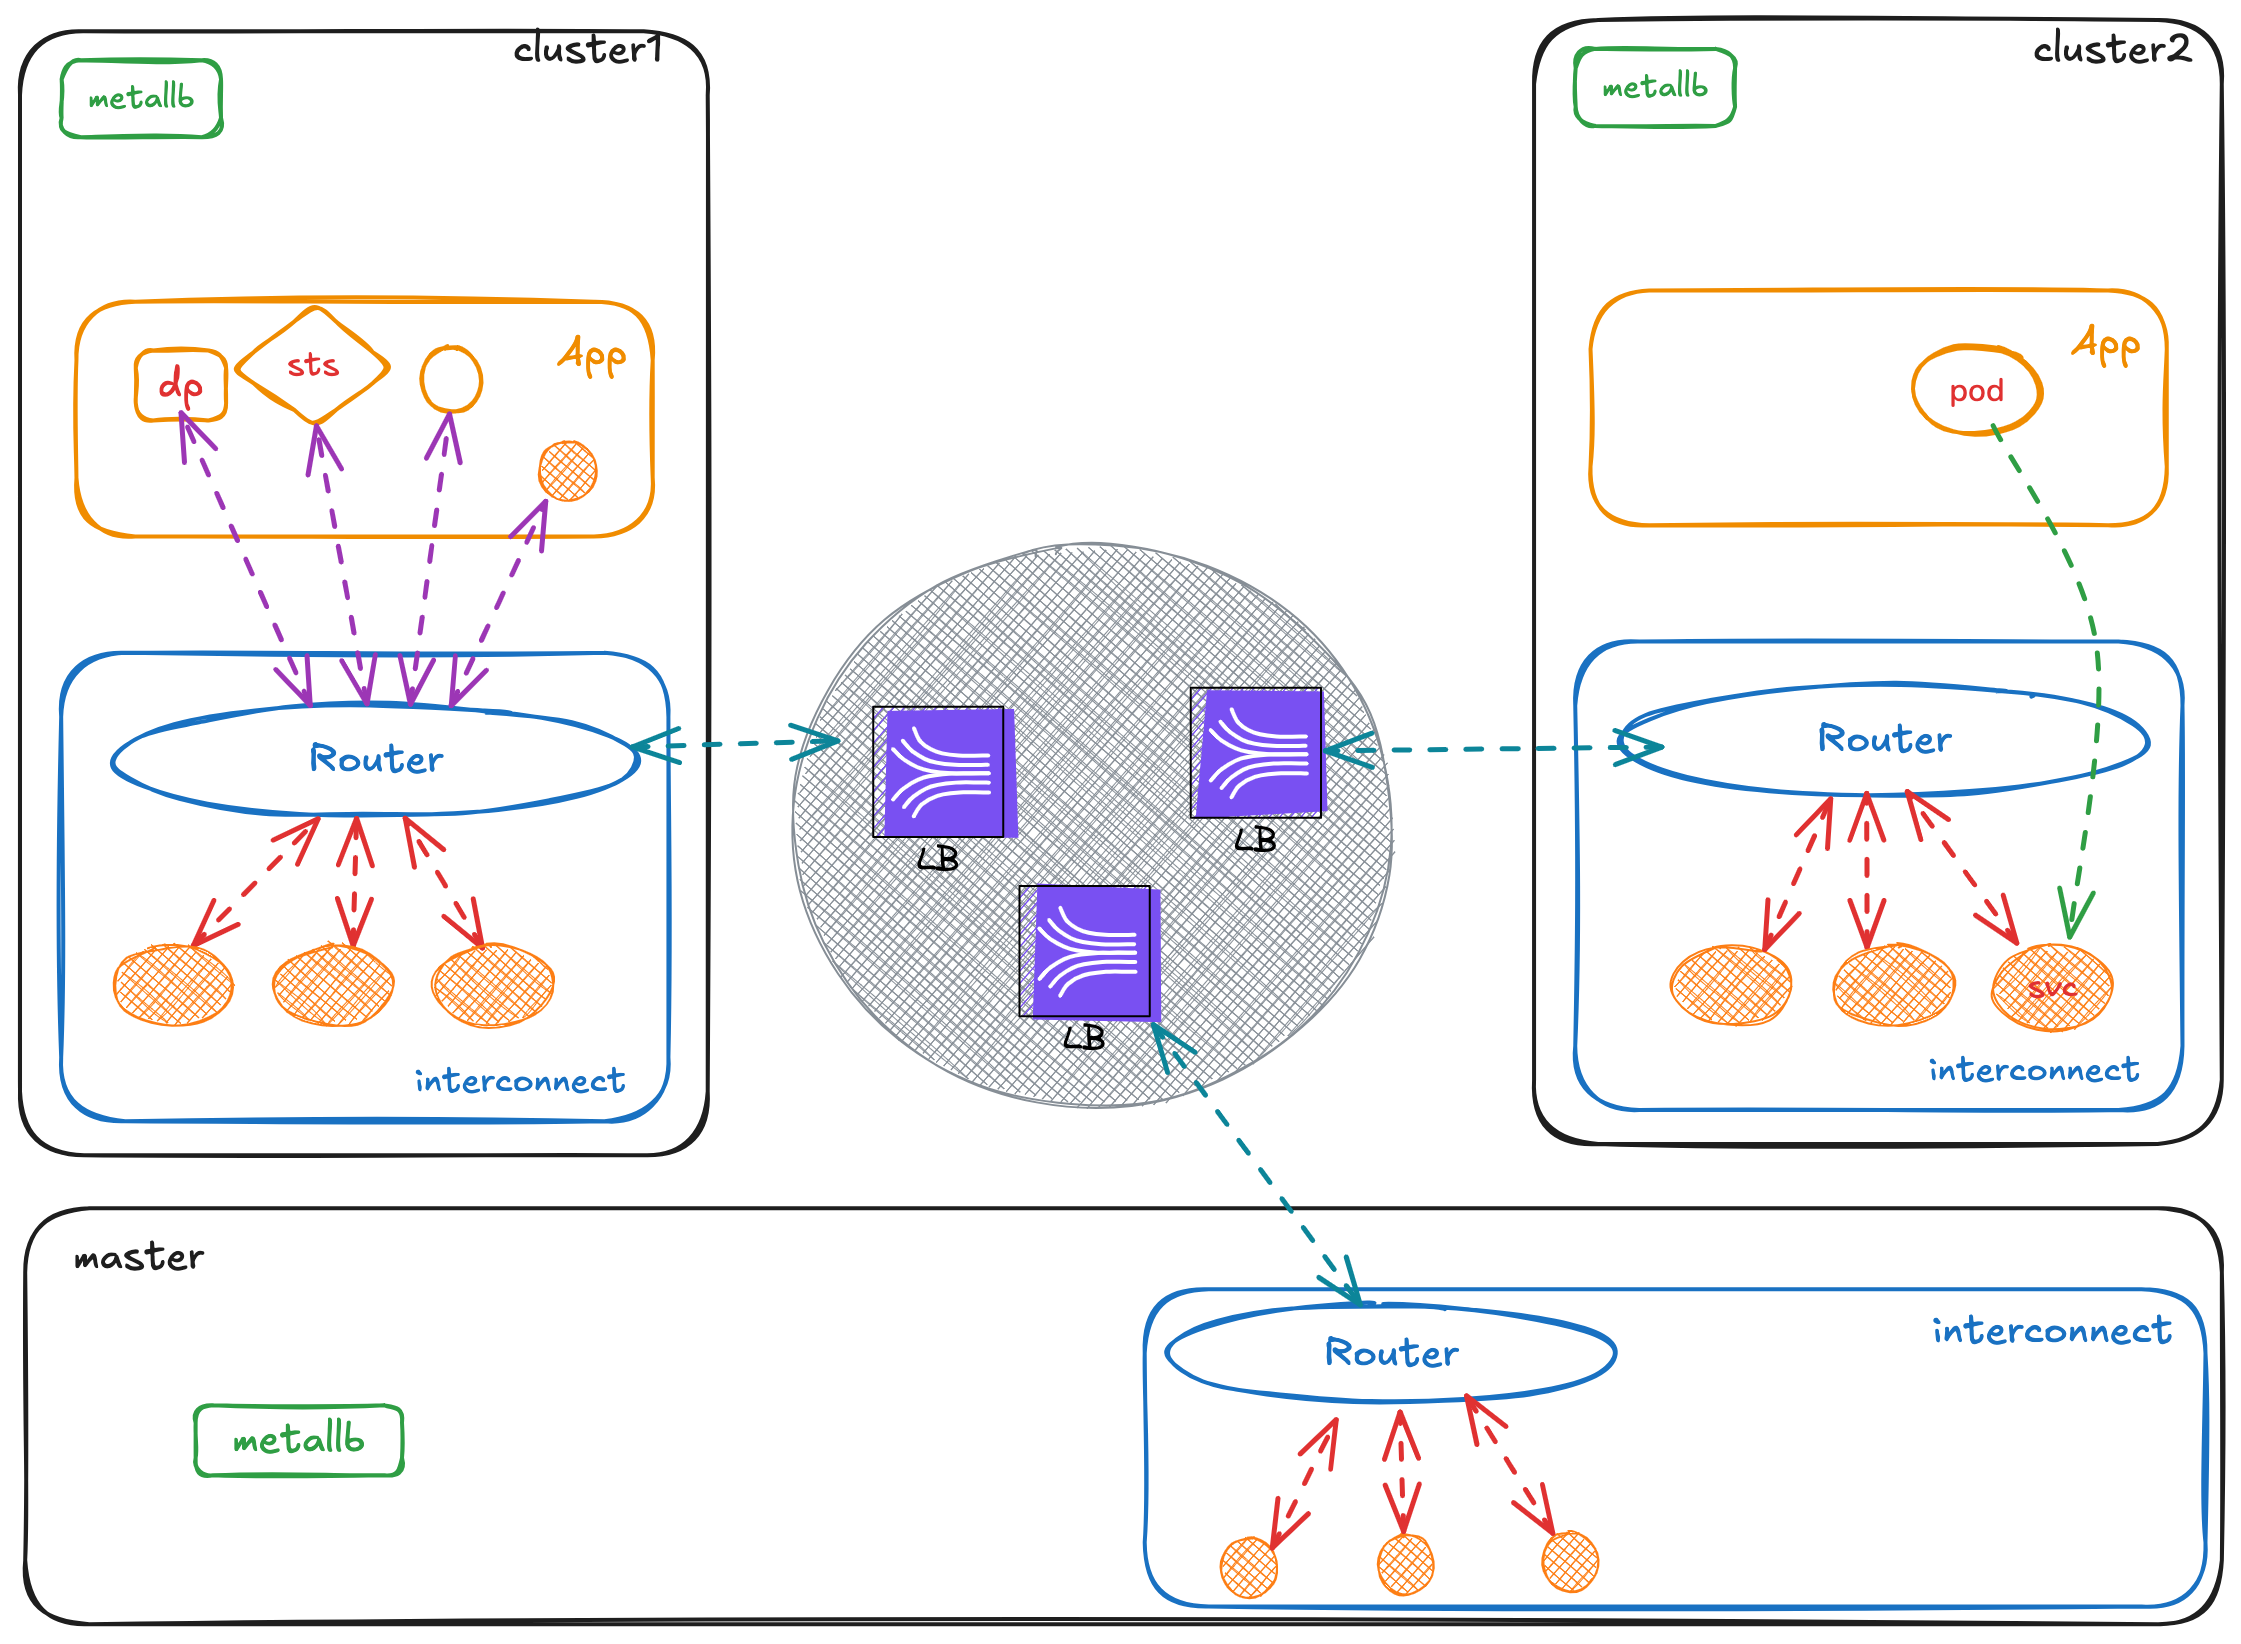 cluster1
metallb
dp
sts
App
Router
interconnect
LB
LB
LB
cluster2
metallb
App
pod
Router
svc
interconnect
master
metallb
Router
interconnect